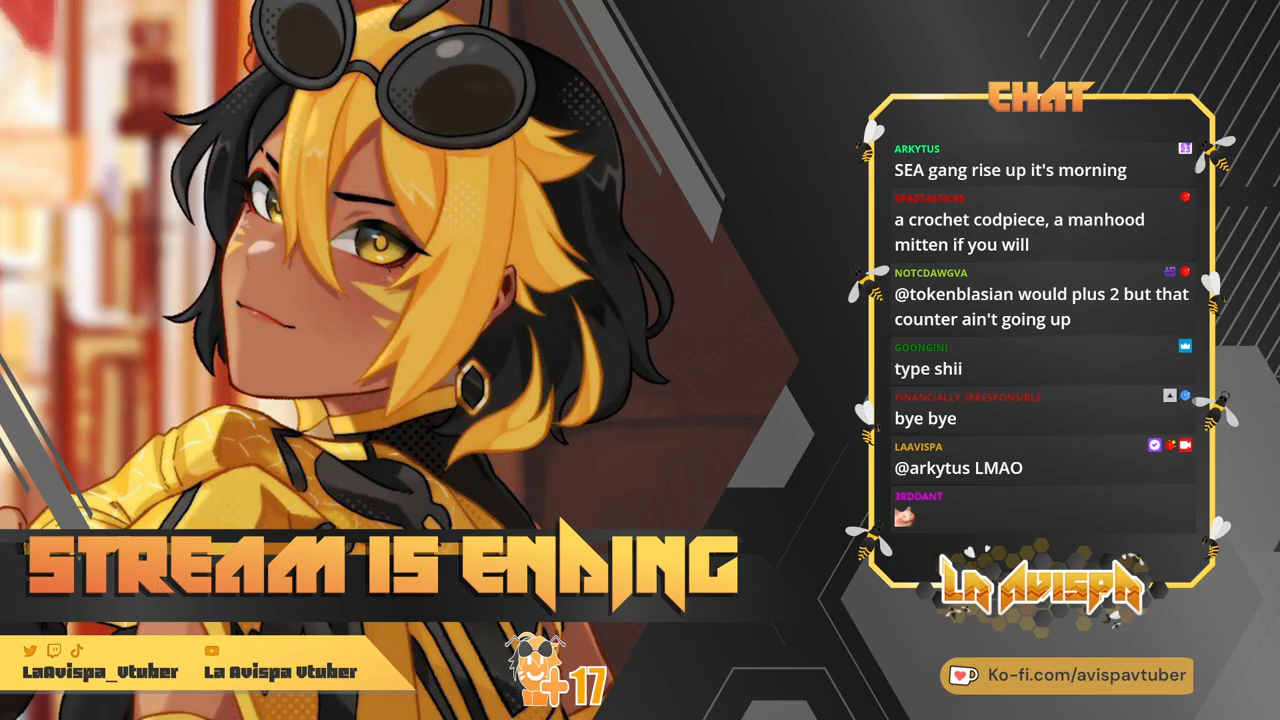 CHAT
ARKYTUS
SEA gang rise up it's morning
SPAZTASTIC95
a crochet codpiece, a manhood
mitten if you will
NOTCDAWGVA
@tokenblasian would plus 2 but that
counter ain't going up
GOONGINI
type shii
FINANCIALLY_IRRESPONSIBLE
bye bye
LAAVISPA
@arkytus LMAO
3RDDANT
STREAM IS ENDING
LA AVISPA
LaAvispa_Vtuber
La Avispa Vtuber
+17
Ko-fi.com/avispavtuber